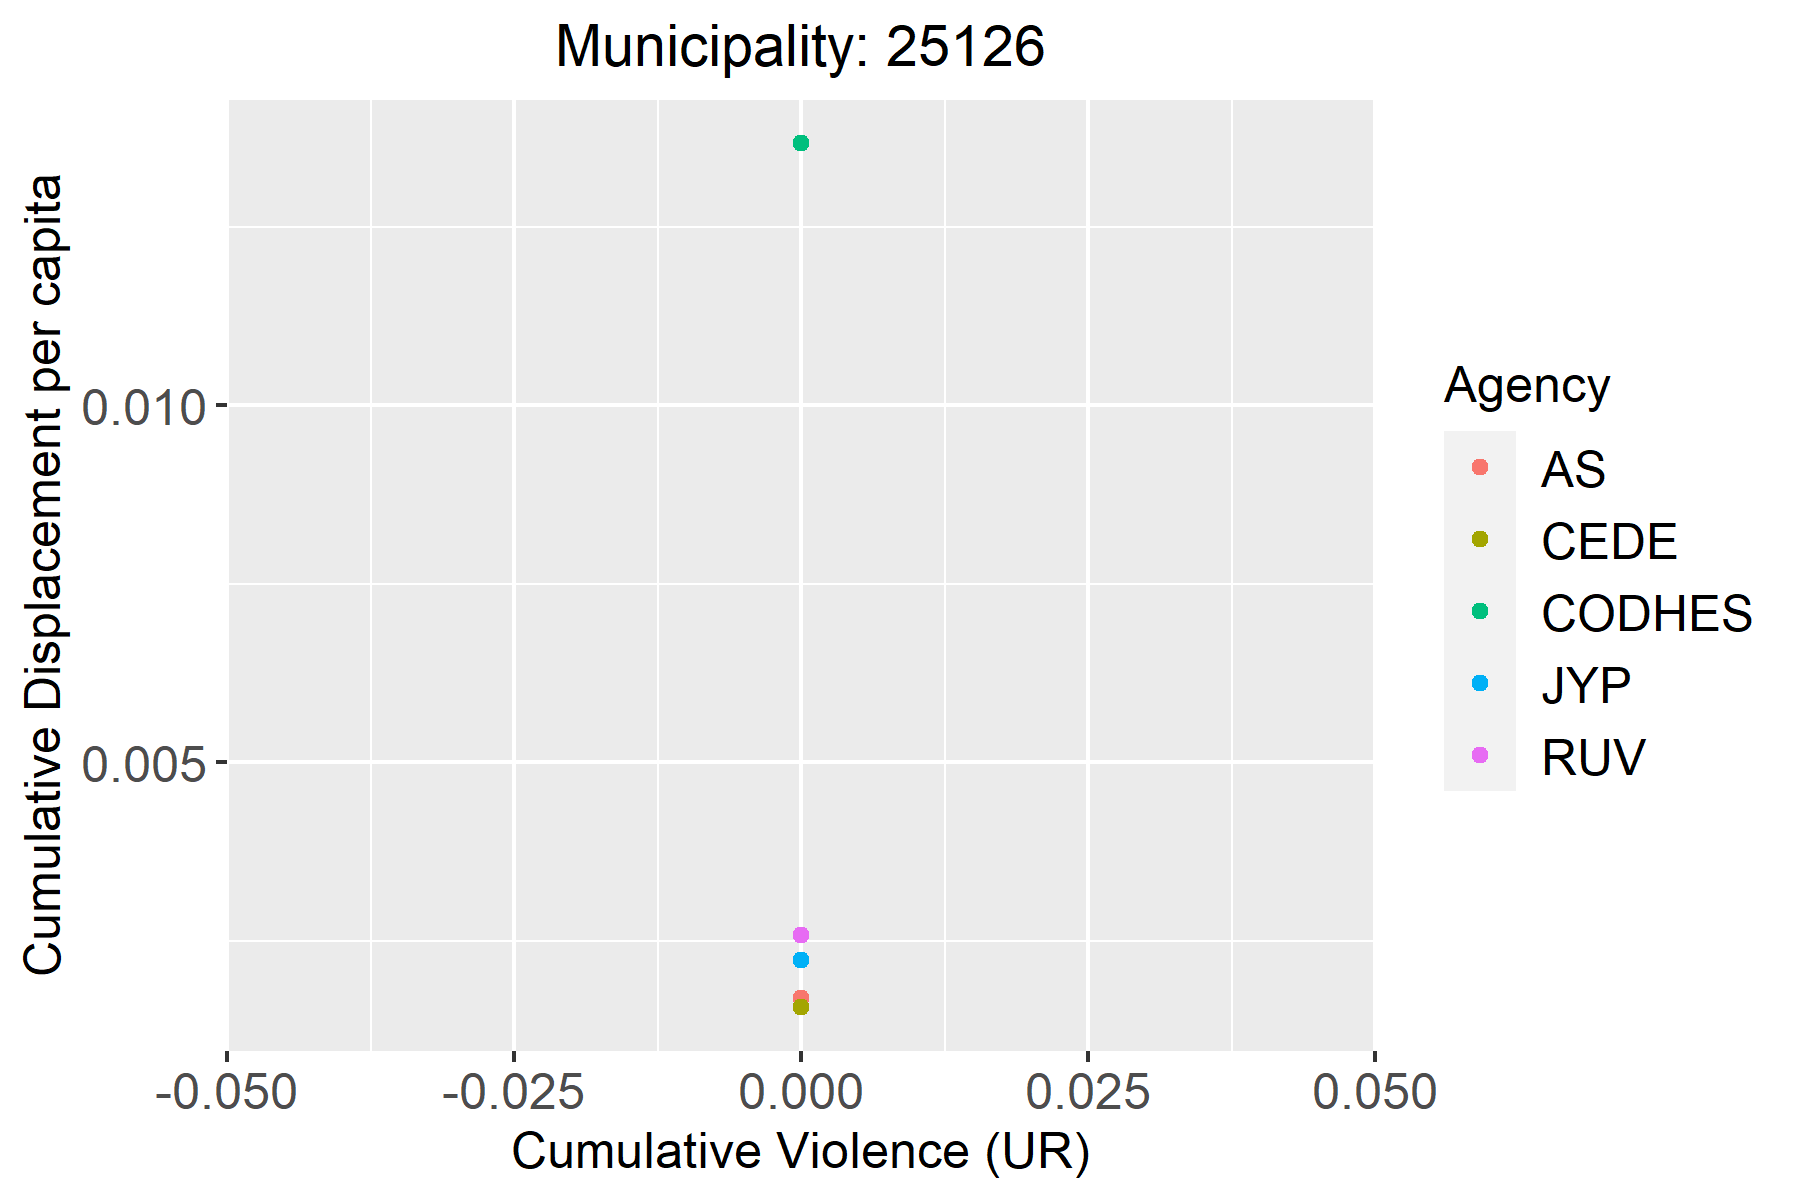 Municipality: 25126
Cumulative Displacement per capita
0.010
0.005
-0.050
-0.025
0.000
0.025
0.050
Cumulative Violence (UR)
Agency
AS
CEDE
CODHES
JYP
RUV